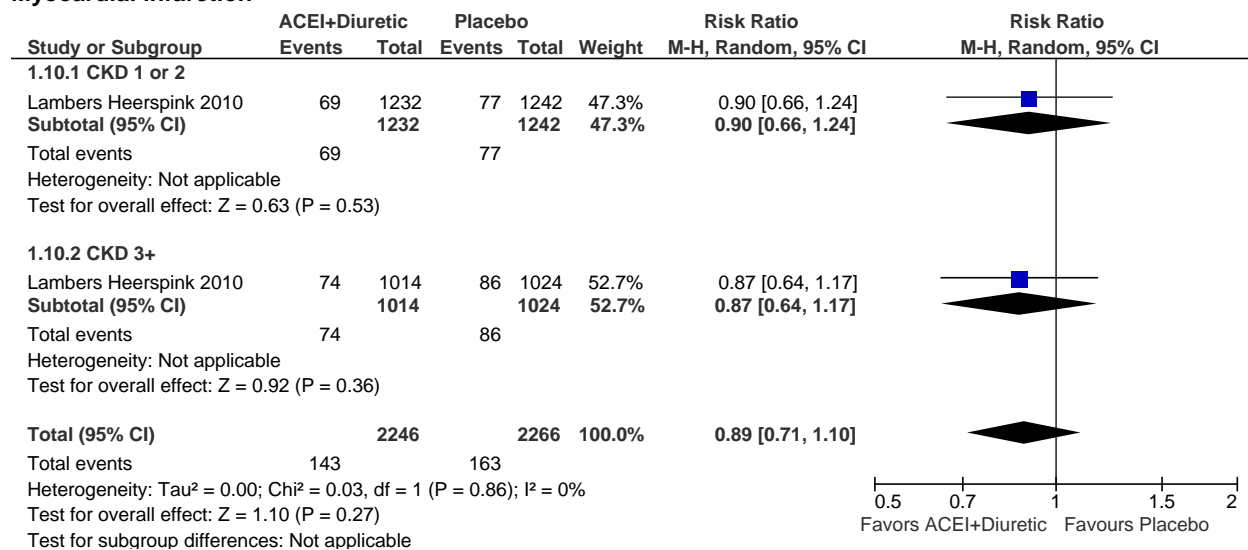 Myocardial Infarction
ACEI+Diuretic Placebo Risk Ratio Risk Ratio
Study or Subgroup Events Total Events Total Weight M-H, Random, 95% CI M-H, Random, 95% CI
1.10.1 CKD 1 or 2
Lambers Heerspink 2010 69 1232 77 1242 47.3% 0.90 [0.66, 1.24]
Subtotal (95% CI) 1232 1242 47.3% 0.90 [0.66, 1.24]
Total events 69 77
Heterogeneity: Not applicable
Test for overall effect: Z = 0.63 (P = 0.53)
1.10.2 CKD 3+
Lambers Heerspink 2010 74 1014 86 1024 52.7% 0.87 [0.64, 1.17]
Subtotal (95% CI) 1014 1024 52.7% 0.87 [0.64, 1.17]
Total events 74 86
Heterogeneity: Not applicable
Test for overall effect: Z = 0.92 (P = 0.36)
Total (95% CI) 2246 2266 100.0% 0.89 [0.71, 1.10]
Total events 143 163
Heterogeneity: Tau² = 0.00; Chi² = 0.03, df = 1 (P = 0.86); I² = 0%
Test for overall effect: Z = 1.10 (P = 0.27)
Test for subgroup differences: Not applicable
0.5 0.7 1 1.5 2
Favors ACEI+Diuretic Favours Placebo